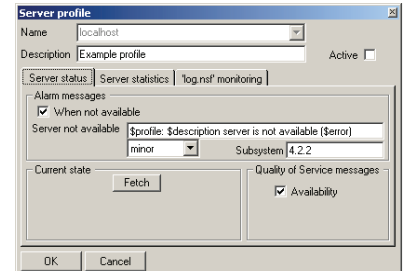 Server profile
Name localhost
Description Example profile Active
Server status Server statistics 'log.nsf' monitoring
Alarm messages
When not available
Server not available $profile: $description server is not available ($error)
minor Subsystem 4.2.2
Current state Quality of Service messages
Fetch
Availability
OK Cancel